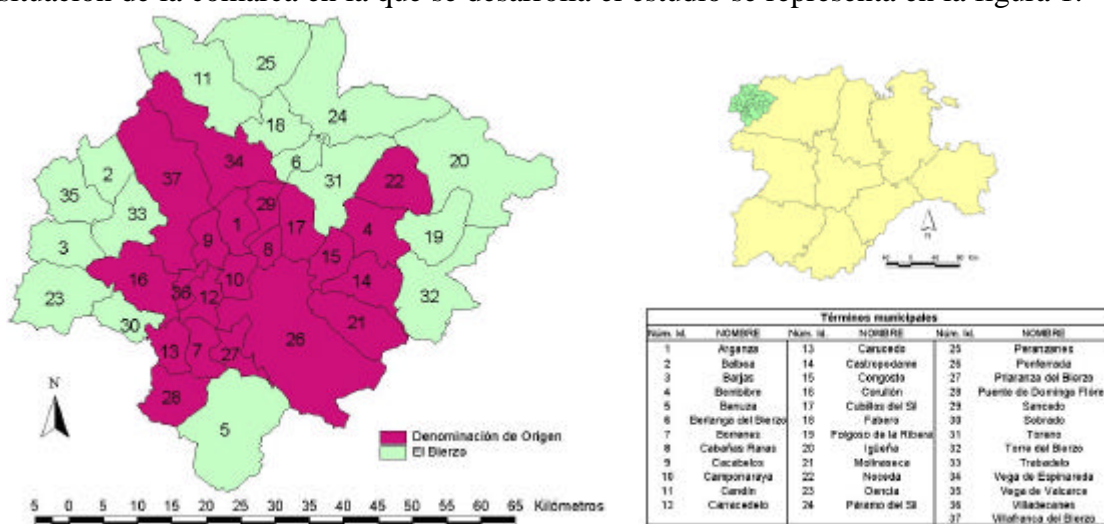 situación de la comarca en la que se desarrolla el estudio se representa en la figura 1.
25
11
24
18
20
34
6
2
22
35
37
31
33
29
1
17
4
9
19
3
8
15
16
10
14
36
12
32
23
21
30
26
13
7
27
28
5
N
N
Denominación de Origen
El Bierzo
5 0 5 10 15 20 25 30 35 40 45 50 55 60 65 Kilómetros
Términos municipales
Núm. Id. NOMBRE Núm. Id. NOMBRE Núm. Id. NOMBRE
1 Arganza 13 Carucedo 25 Peranzanes
2 Balboa 14 Castropodame 26 Ponferrada
3 Barjas 15 Congosto 27 Priaranza del Bierzo
4 Bembibre 16 Corullón 28 Puente de Domingo Flore
5 Benuza 17 Cubillos del Sil 29 Sancedo
6 Berlanga del Bierzo 18 Fabero 30 Sobrado
7 Borrenes 19 Folgoso de la Ribera 31 Toreno
8 Cabañas Raras 20 Igüeña 32 Torre del Bierzo
9 Cacabelos 21 Molinaseca 33 Trabadelo
10 Camponaraya 22 Noceda 34 Vega de Espinareda
11 Candín 23 Oencia 35 Vega de Valcarce
12 Carracedelo 24 Páramo del Sil 36 Villadecanes
37 Villafranca del Bierzo